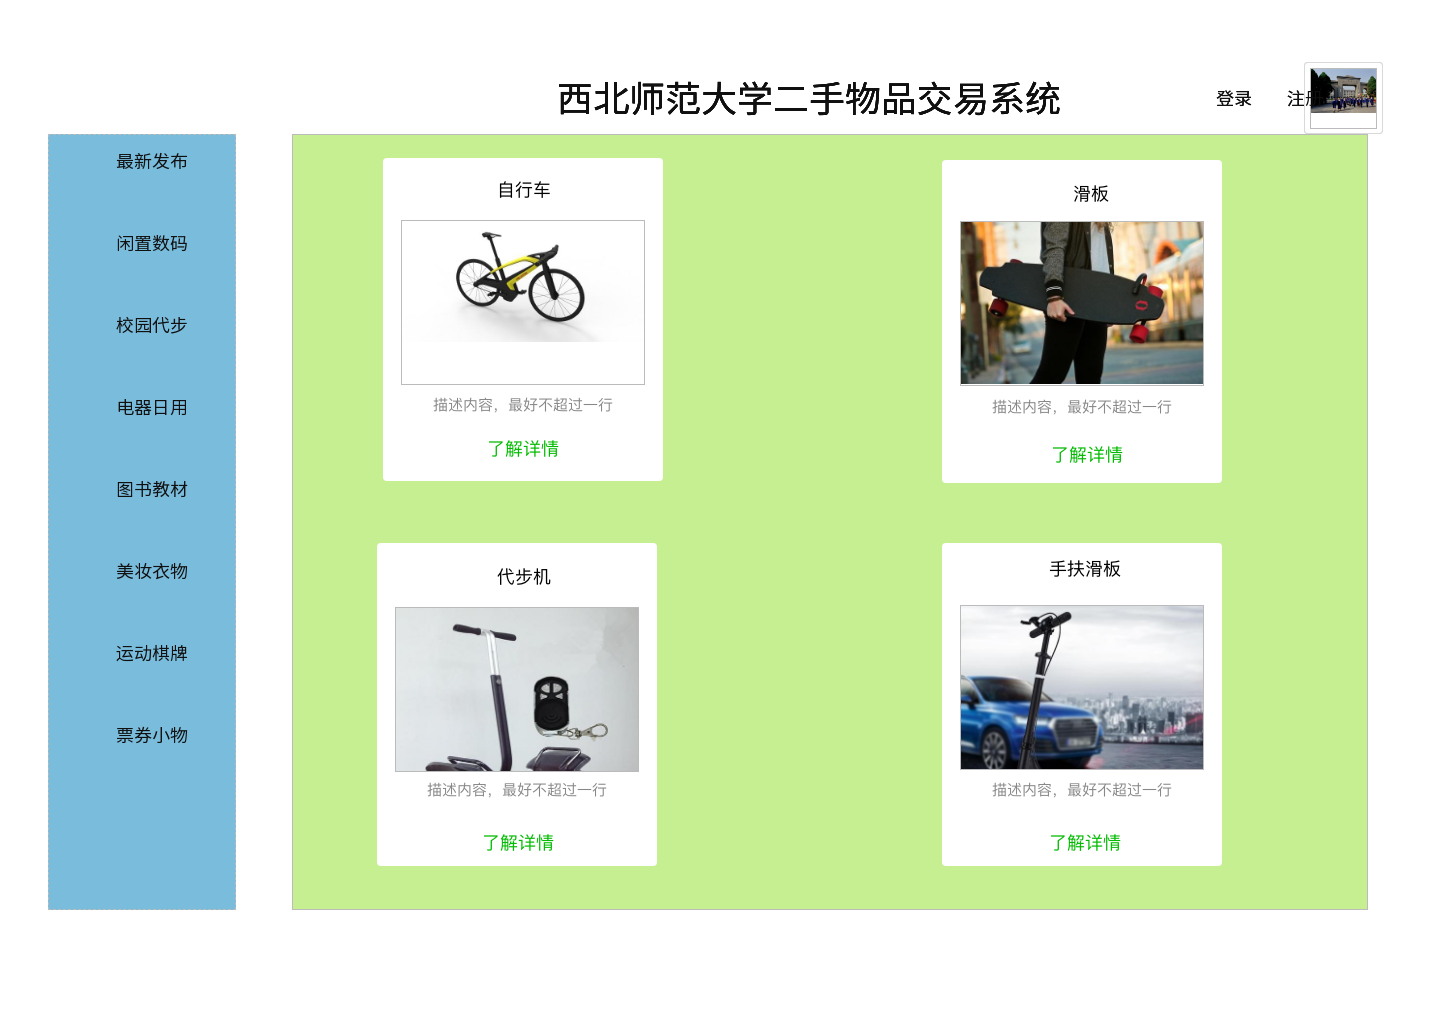 西北师范大学二手物品交易系统
登录
注册
最新发布
闲置数码
校园代步
电器日用
图书教材
美妆衣物
运动棋牌
票券小物
自行车
描述内容，最好不超过一行
了解详情
滑板
描述内容，最好不超过一行
了解详情
代步机
描述内容，最好不超过一行
了解详情
手扶滑板
描述内容，最好不超过一行
了解详情